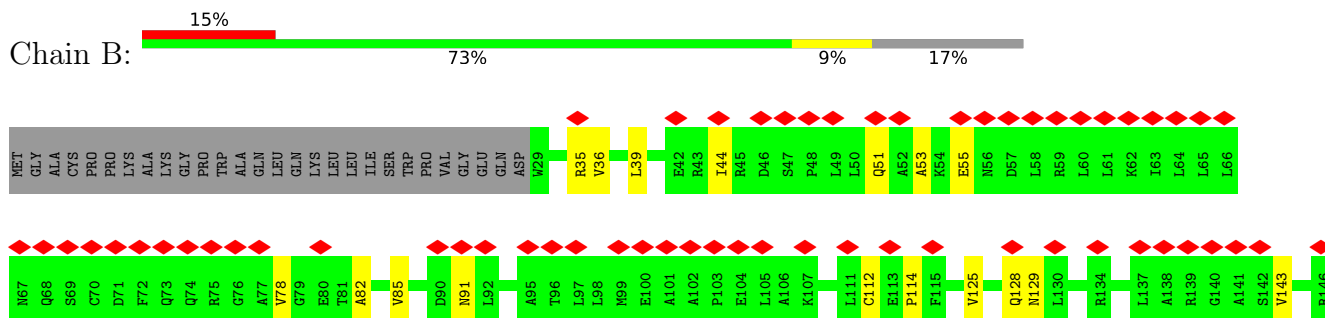 15%
Chain B:
73% 9% 17%
MET GLY ALA CYS PRO PRO LYS ALA LYS GLY PRO TRP ALA GLN LEU GLN LYS LEU LEU ILE SER TRP PRO VAL GLY GLU GLN ASP W29 R35 V36 L39 E42 R43 I44 R45 D46 S47 P48 L49 L50 Q51 A52 A53 K54 E55 N56 D57 L58 R59 L60 L61 K62 I63 L64 L65 L66
N67 Q68 S69 C70 D71 F72 Q73 Q74 R75 G76 A77 V78 G79 E80 T81 A82 V85 D90 N91 L92 A95 T96 L97 L98 M99 E100 A101 A102 P103 E104 L105 A106 K107 L111 C112 E113 P114 F115 V125 Q128 N129 L130 R134 L137 A138 R139 G140 A141 S142 V143